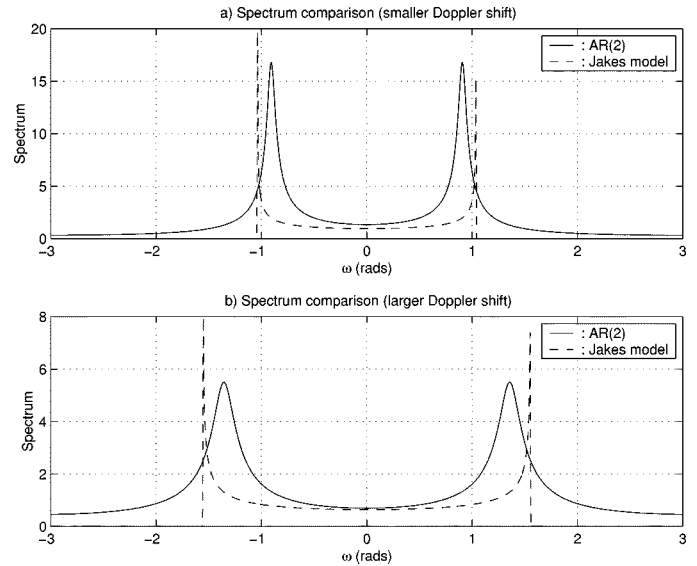 a) Spectrum comparison (smaller Doppler shift)
20
15
10
5
0
Spectrum
: AR(2)
: Jakes model
−3 −2 −1 0 1 2 3
ω (rads)
b) Spectrum comparison (larger Doppler shift)
8
6
4
2
0
Spectrum
: AR(2)
: Jakes model
−3 −2 −1 0 1 2 3
ω (rads)